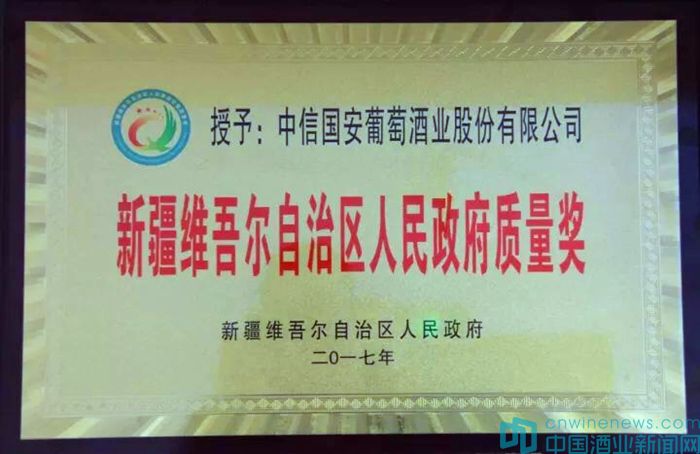 授予：中信国安葡萄酒业股份有限公司
新疆维吾尔自治区人民政府质量奖
新疆维吾尔自治区人民政府
二0一七年
cnwinenews.com
中国酒业新闻网